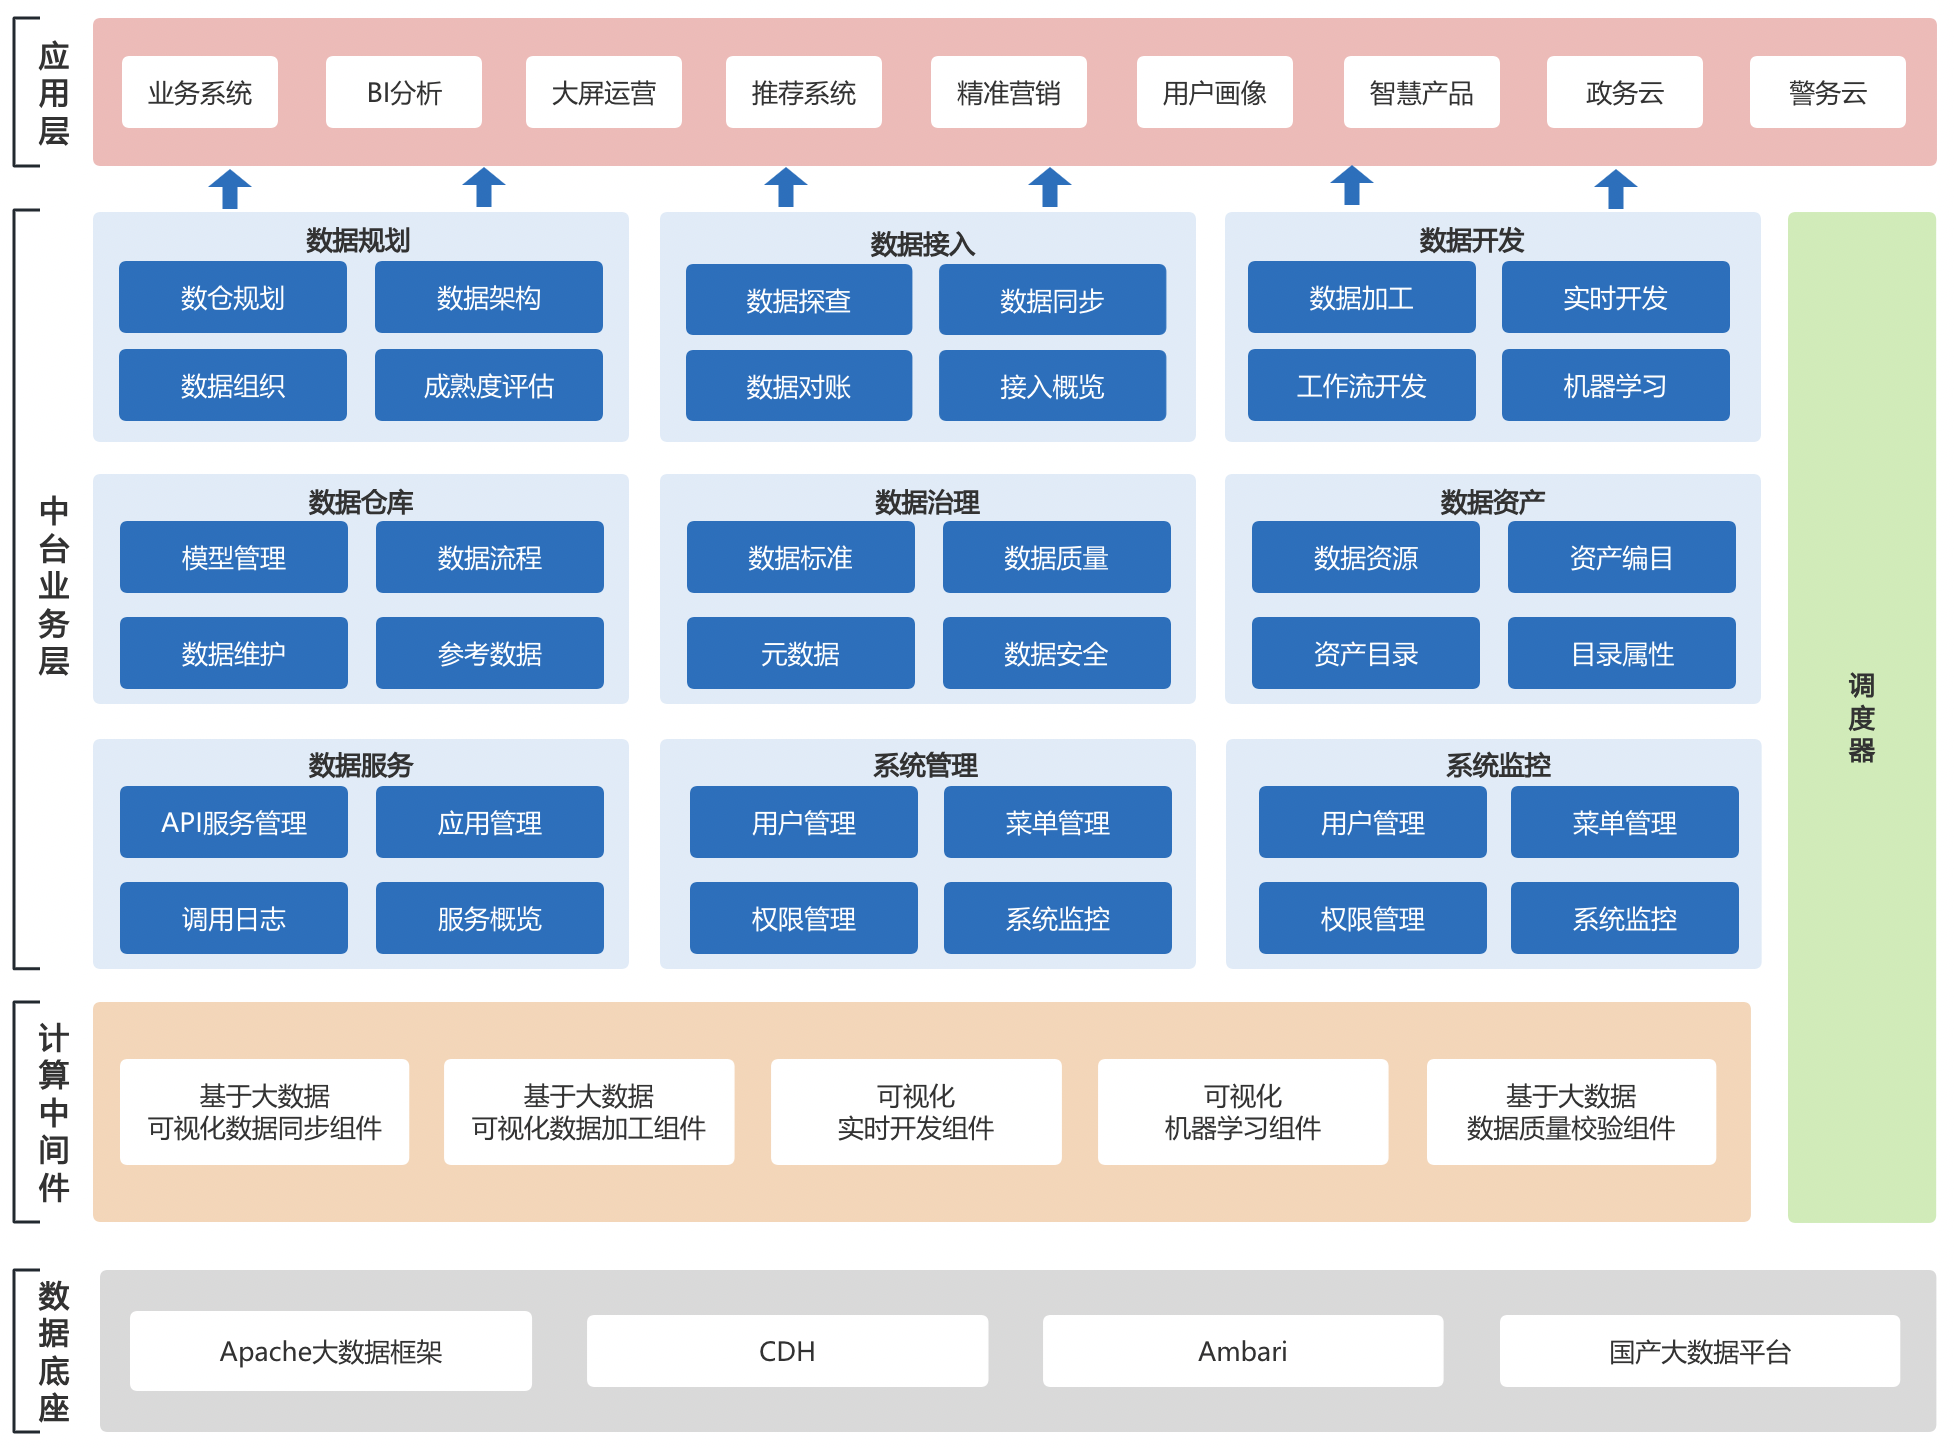 应用层
业务系统
BI分析
大屏运营
推荐系统
精准营销
用户画像
智慧产品
政务云
警务云
中台业务层
数据规划
数仓规划
数据架构
数据组织
成熟度评估
数据接入
数据探查
数据同步
数据对账
接入概览
数据开发
数据加工
实时开发
工作流开发
机器学习
数据仓库
模型管理
数据流程
数据维护
参考数据
数据治理
数据标准
数据质量
元数据
数据安全
数据资产
数据资源
资产编目
资产目录
目录属性
数据服务
API服务管理
应用管理
调用日志
服务概览
系统管理
用户管理
菜单管理
权限管理
系统监控
系统监控
用户管理
菜单管理
权限管理
系统监控
调度器
计算中间件
基于大数据
可视化数据同步组件
基于大数据
可视化数据加工组件
可视化
实时开发组件
可视化
机器学习组件
基于大数据
数据质量校验组件
数据底座
Apache大数据框架
CDH
Ambari
国产大数据平台